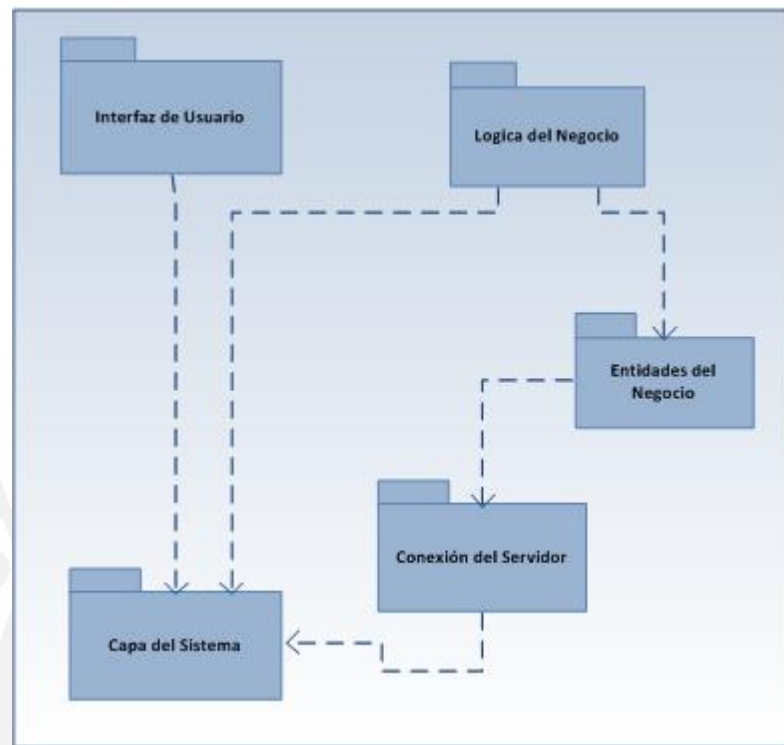 Interfaz de Usuario
Logica del Negocio
Entidades del
Negocio
Conexión del Servidor
Capa del Sistema